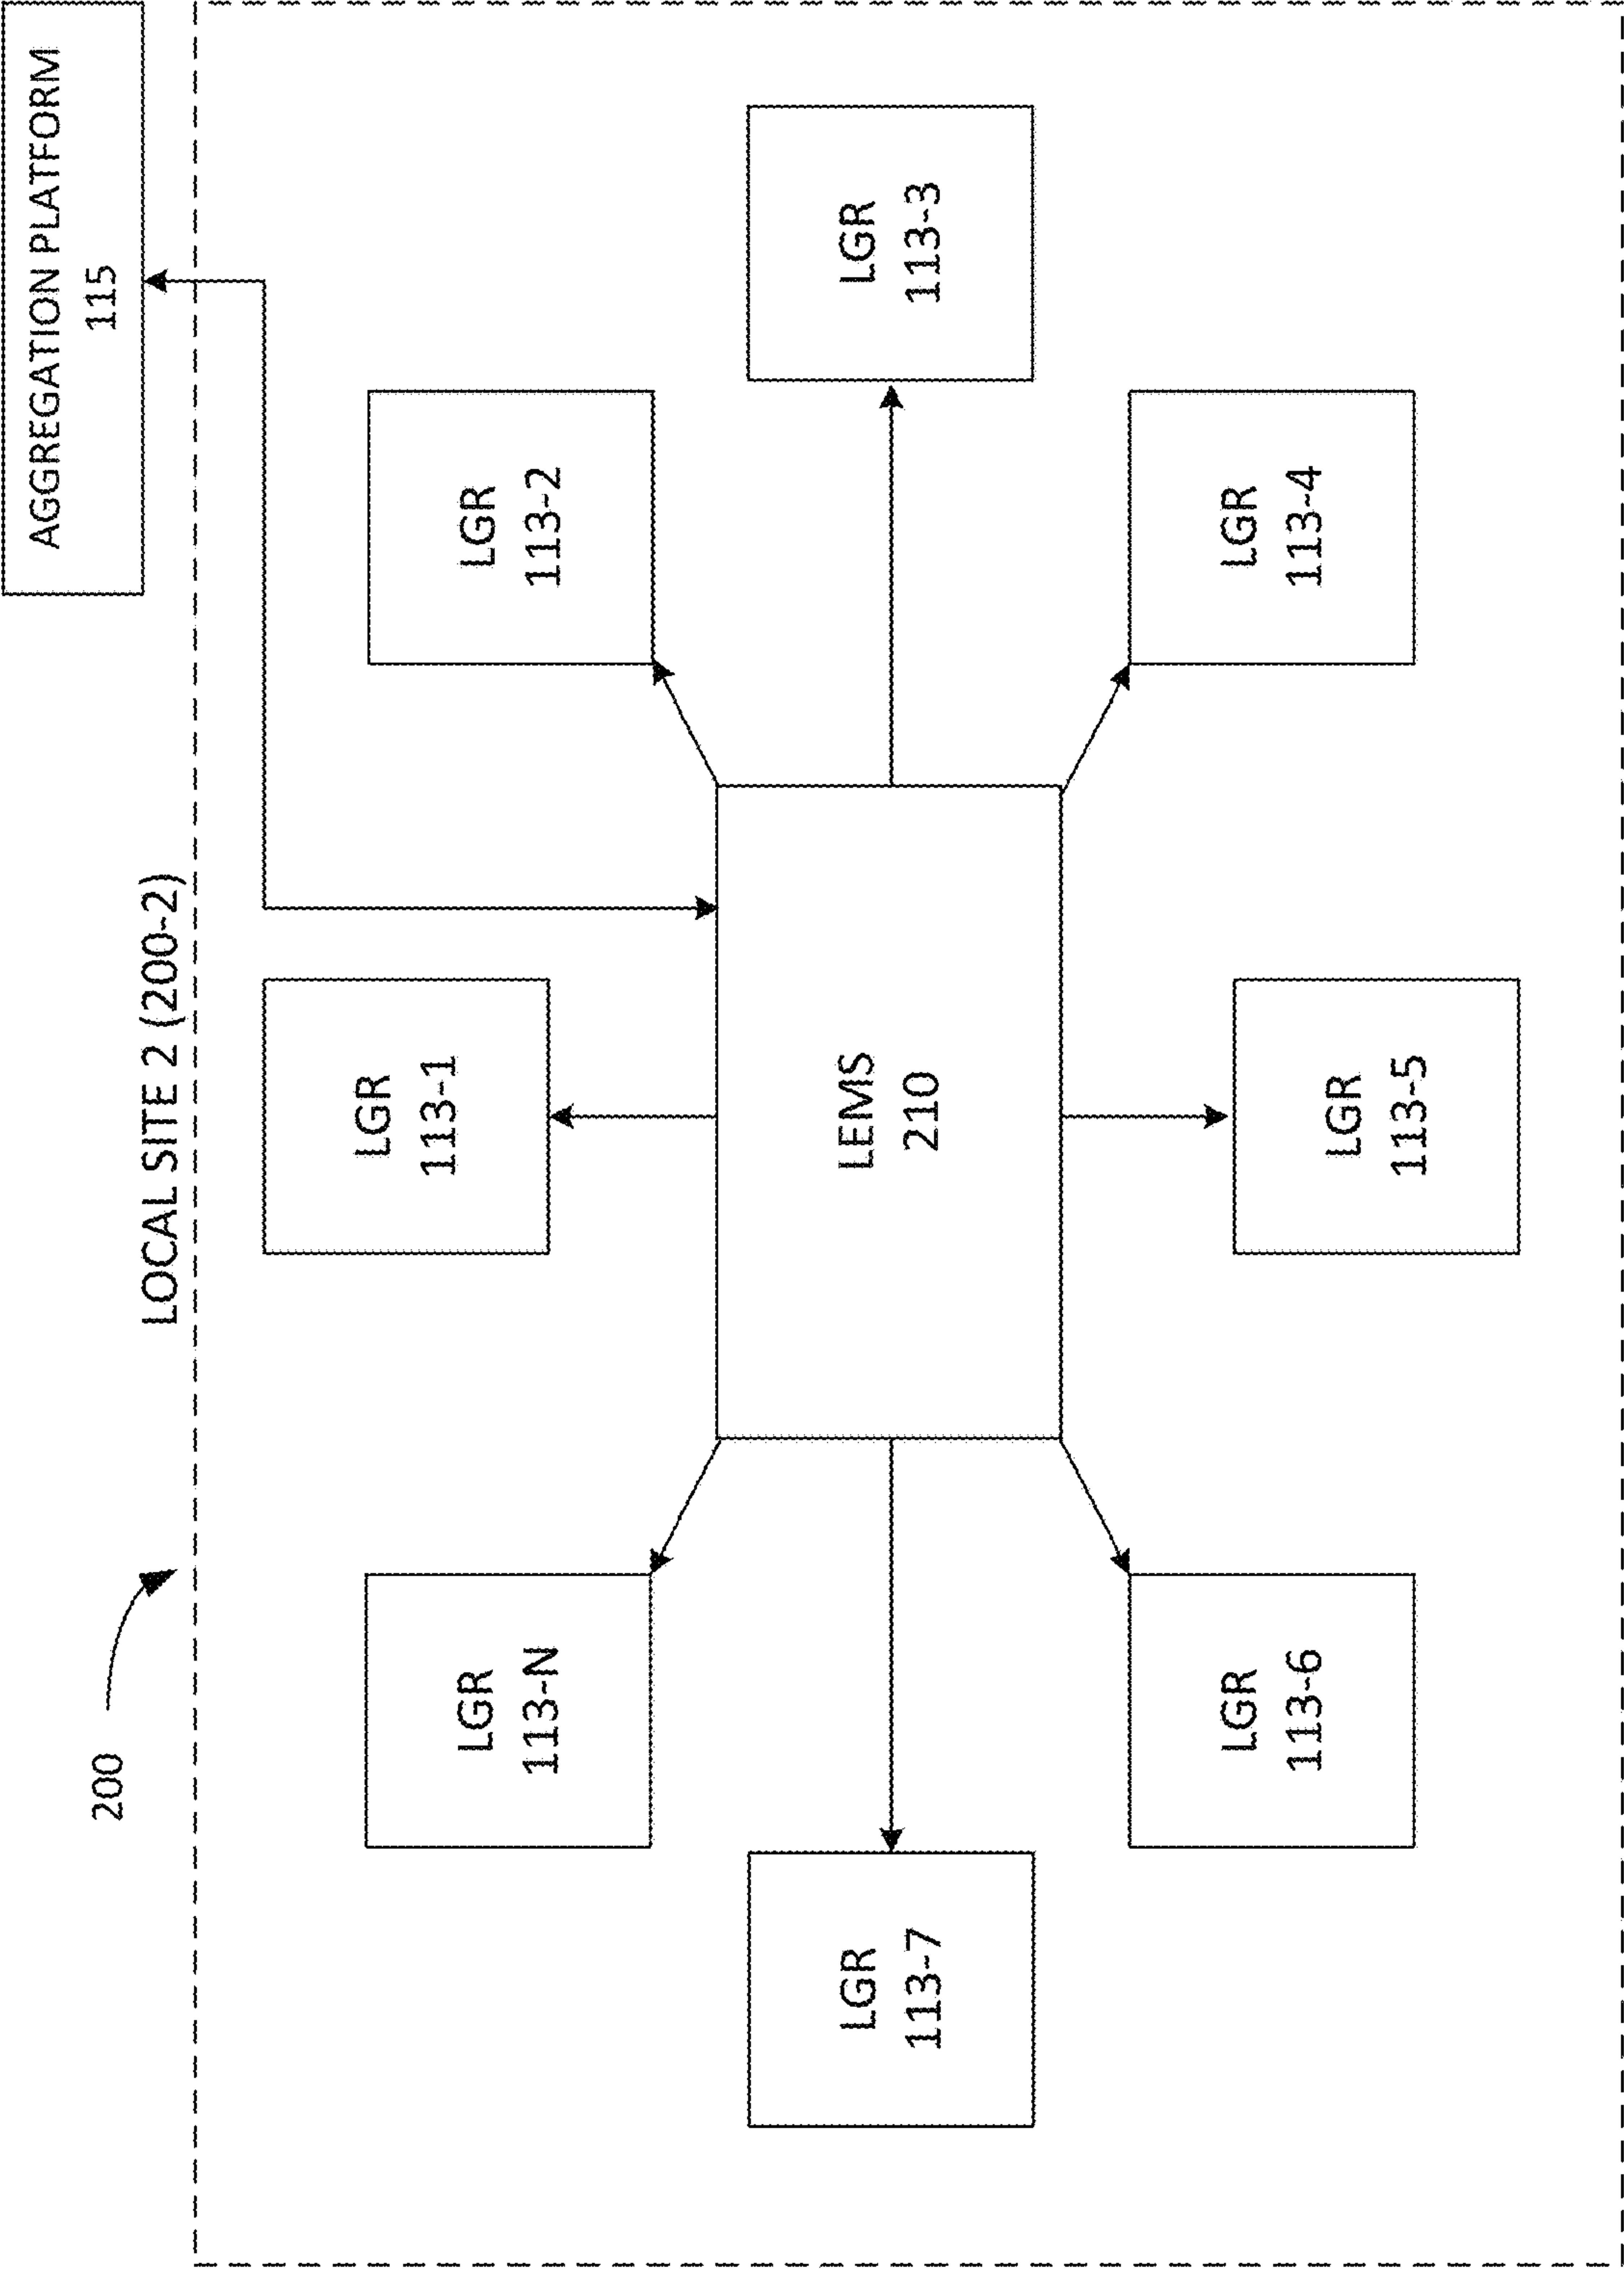 AGGREGATION PLATFORM
115
LOCAL SITE 2 (200-2)
200
LGR
113-1
LGR
113-2
LGR
113-3
LGR
113-4
LGR
113-5
LGR
113-6
LGR
113-7
LGR
113-N
LEMS
210